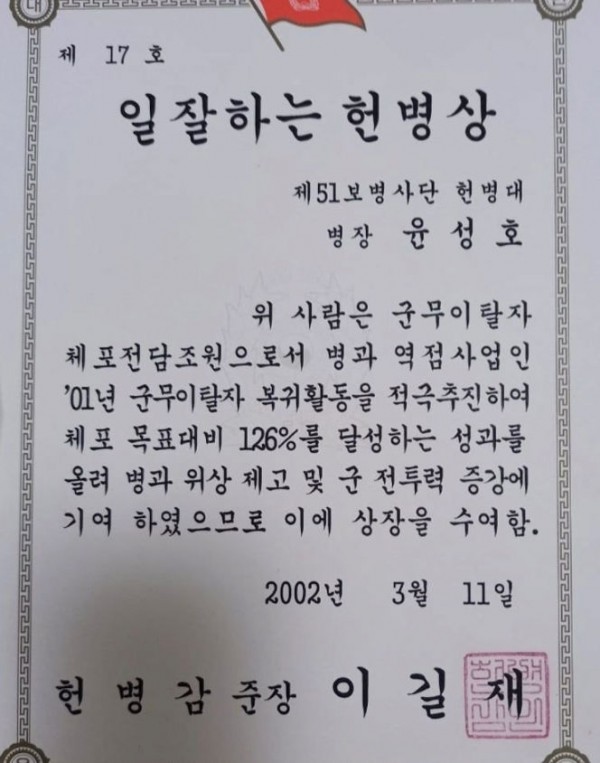 제 17 호
일잘하는 헌병상
제51보병사단 헌병대
병장 윤성호
위 사람은 군무이탈자
체포전담조원으로서 병과 역점사업인
'01년 군무이탈자 복귀활동을 적극추진하여
체포 목표대비 126%를 달성하는 성과를
올려 병과 위상 제고 및 군 전투력 증강에
기여 하였으므로 이에 상장을 수여함.
2002년 3월 11일
헌병감 준장 이길재